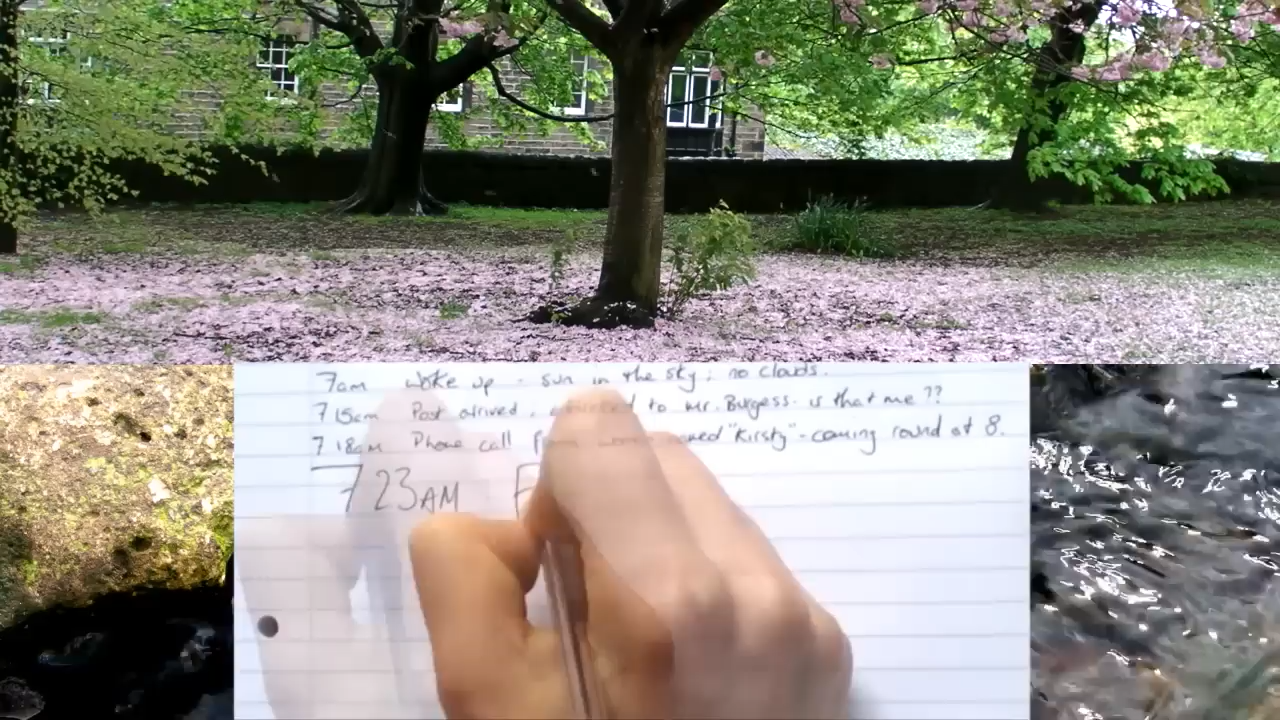 7am Woke up - sun in the sky; no clouds.
7 15am Post arrived, to Mr. Burgess. is that me??
7 18am Phone call "Kirsty" - coming round at 8.
7 23AM